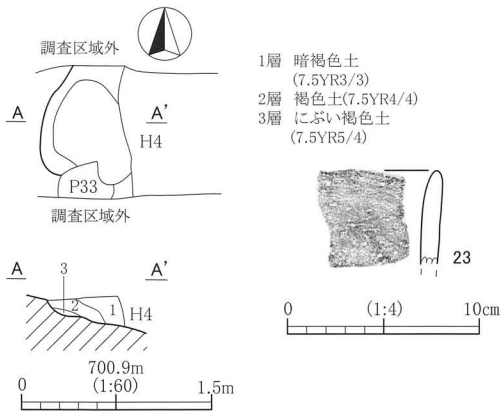 調査区域外
A A'
H4
P33
調査区域外
1層 暗褐色土
(7.5YR3/3)
2層 褐色土(7.5YR4/4)
3層 にぶい褐色土
(7.5YR5/4)
23
0 (1:4) 10cm
A 3 A'
2 1 H4
700.9m
0 (1:60) 1.5m